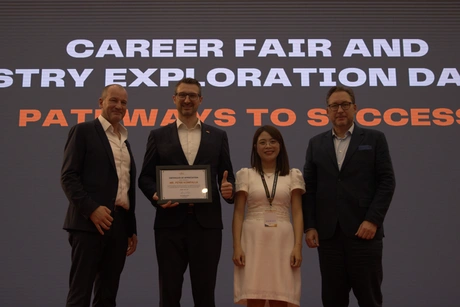 CAREER FAIR AND
STRY EXPLORATION DA
PATHWAYS TO SUCCESS